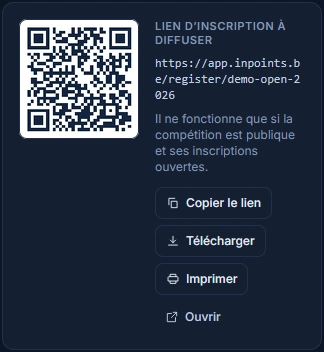 LIEN D'INSCRIPTION À
DIFFUSER
https://app.inpoints.b
e/register/demo-open-2
026
Il ne fonctionne que si la
compétition est publique
et ses inscriptions
ouvertes.
Copier le lien
Télécharger
Imprimer
Ouvrir